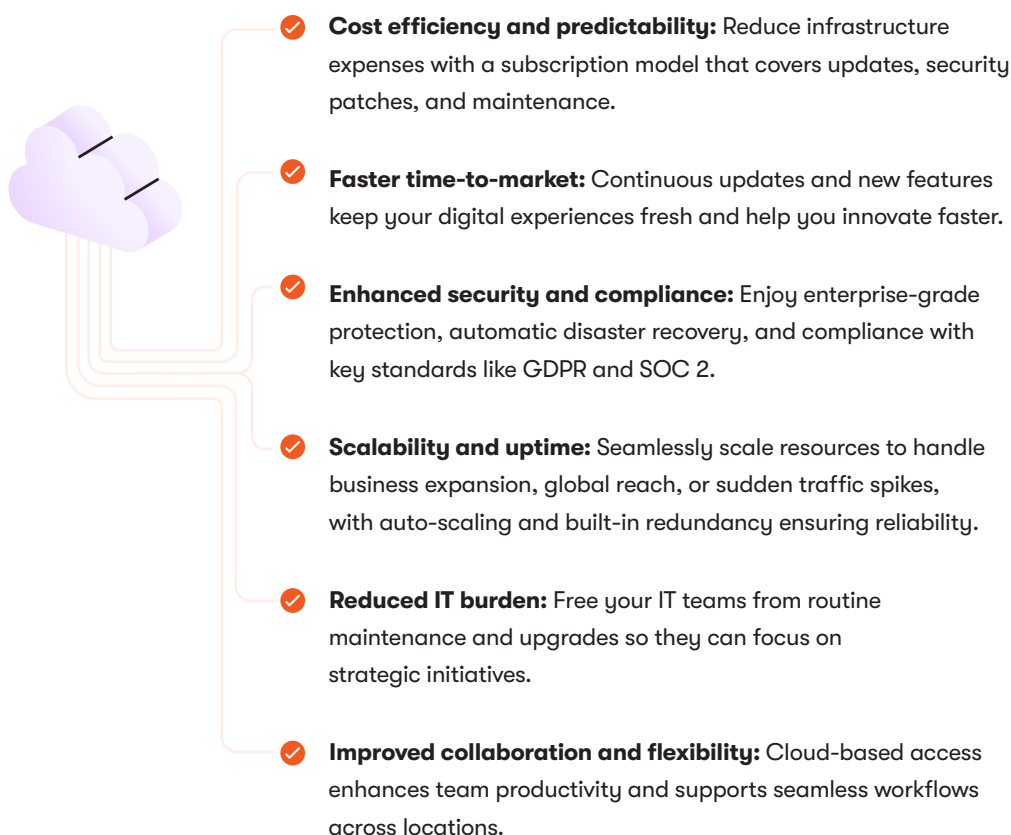 Cost efficiency and predictability: Reduce infrastructure
expenses with a subscription model that covers updates, security
patches, and maintenance.
Faster time-to-market: Continuous updates and new features
keep your digital experiences fresh and help you innovate faster.
Enhanced security and compliance: Enjoy enterprise-grade
protection, automatic disaster recovery, and compliance with
key standards like GDPR and SOC 2.
Scalability and uptime: Seamlessly scale resources to handle
business expansion, global reach, or sudden traffic spikes,
with auto-scaling and built-in redundancy ensuring reliability.
Reduced IT burden: Free your IT teams from routine
maintenance and upgrades so they can focus on
strategic initiatives.
Improved collaboration and flexibility: Cloud-based access
enhances team productivity and supports seamless workflows
across locations.